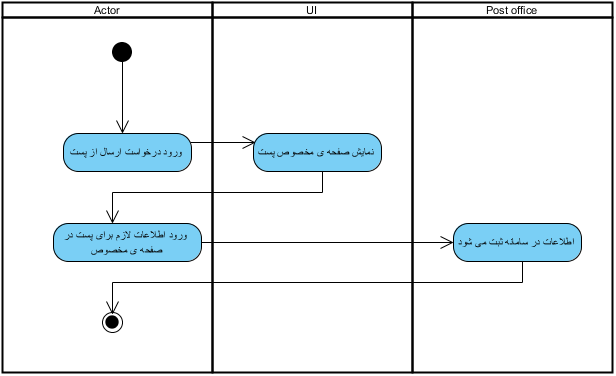 Actor
UI
Post office
ورود درخواست ارسال از پست
نمایش صفحه ی مخصوص پست
ورود اطلاعات لازم برای پست در
صفحه ی مخصوص
اطلاعات در سامانه ثبت می شود